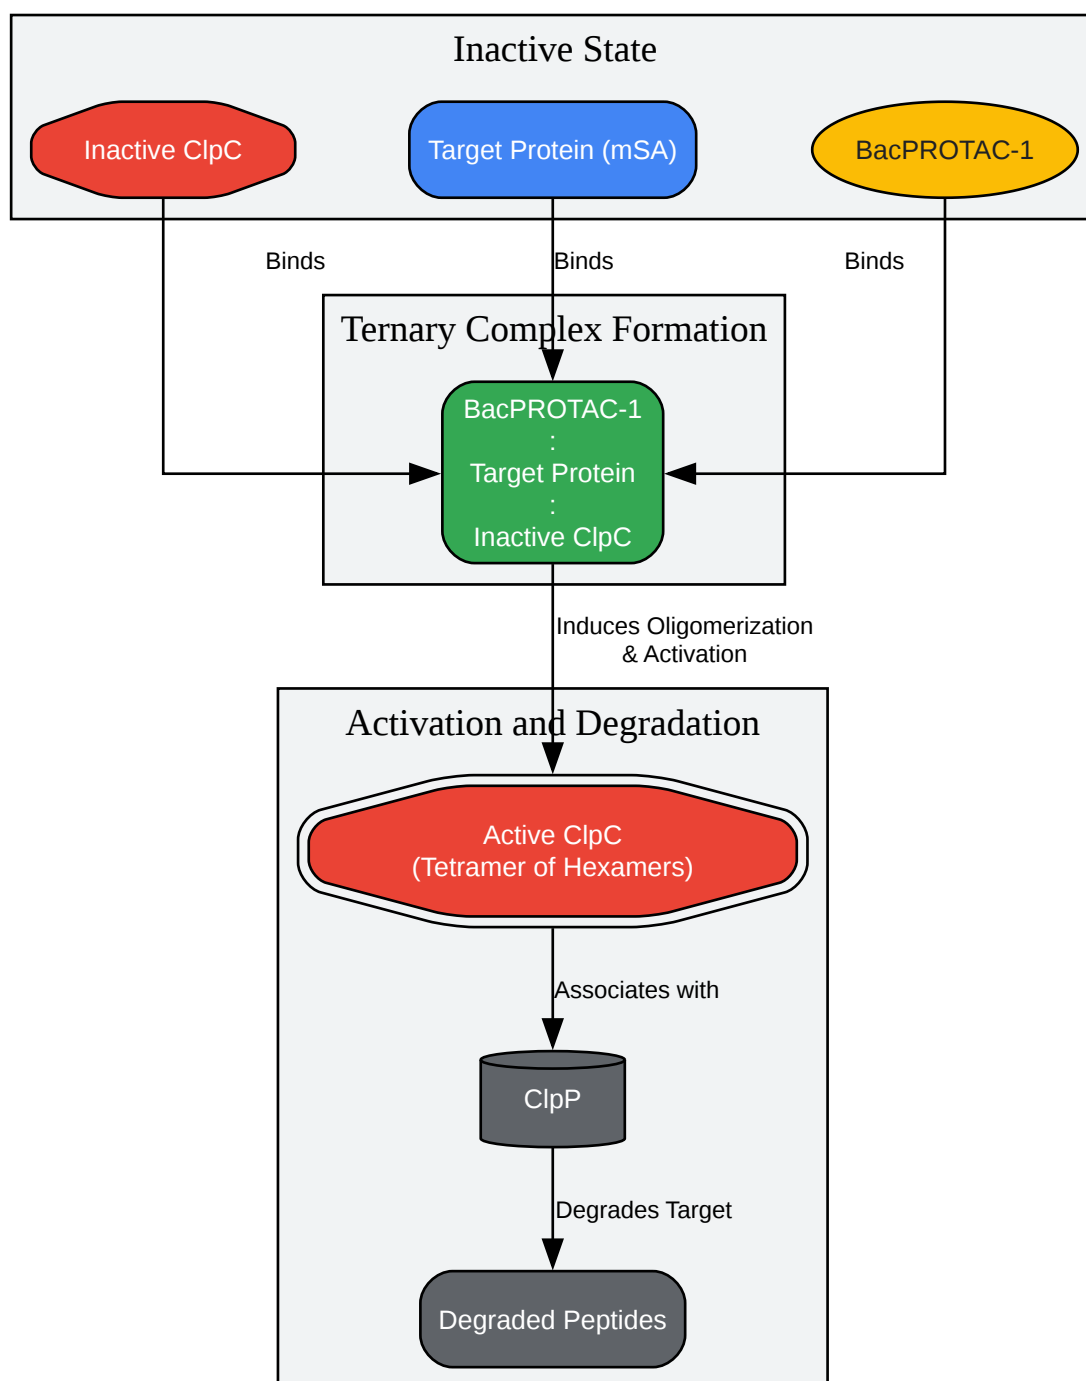 Inactive State
Inactive ClpC
Target Protein (mSA)
BacPROTAC-1
Binds
Binds
Binds
Ternary Complex Formation
BacPROTAC-1
:
Target Protein
:
Inactive ClpC
Induces Oligomerization
& Activation
Activation and Degradation
Active ClpC
(Tetramer of Hexamers)
Associates with
ClpP
Degrades Target
Degraded Peptides